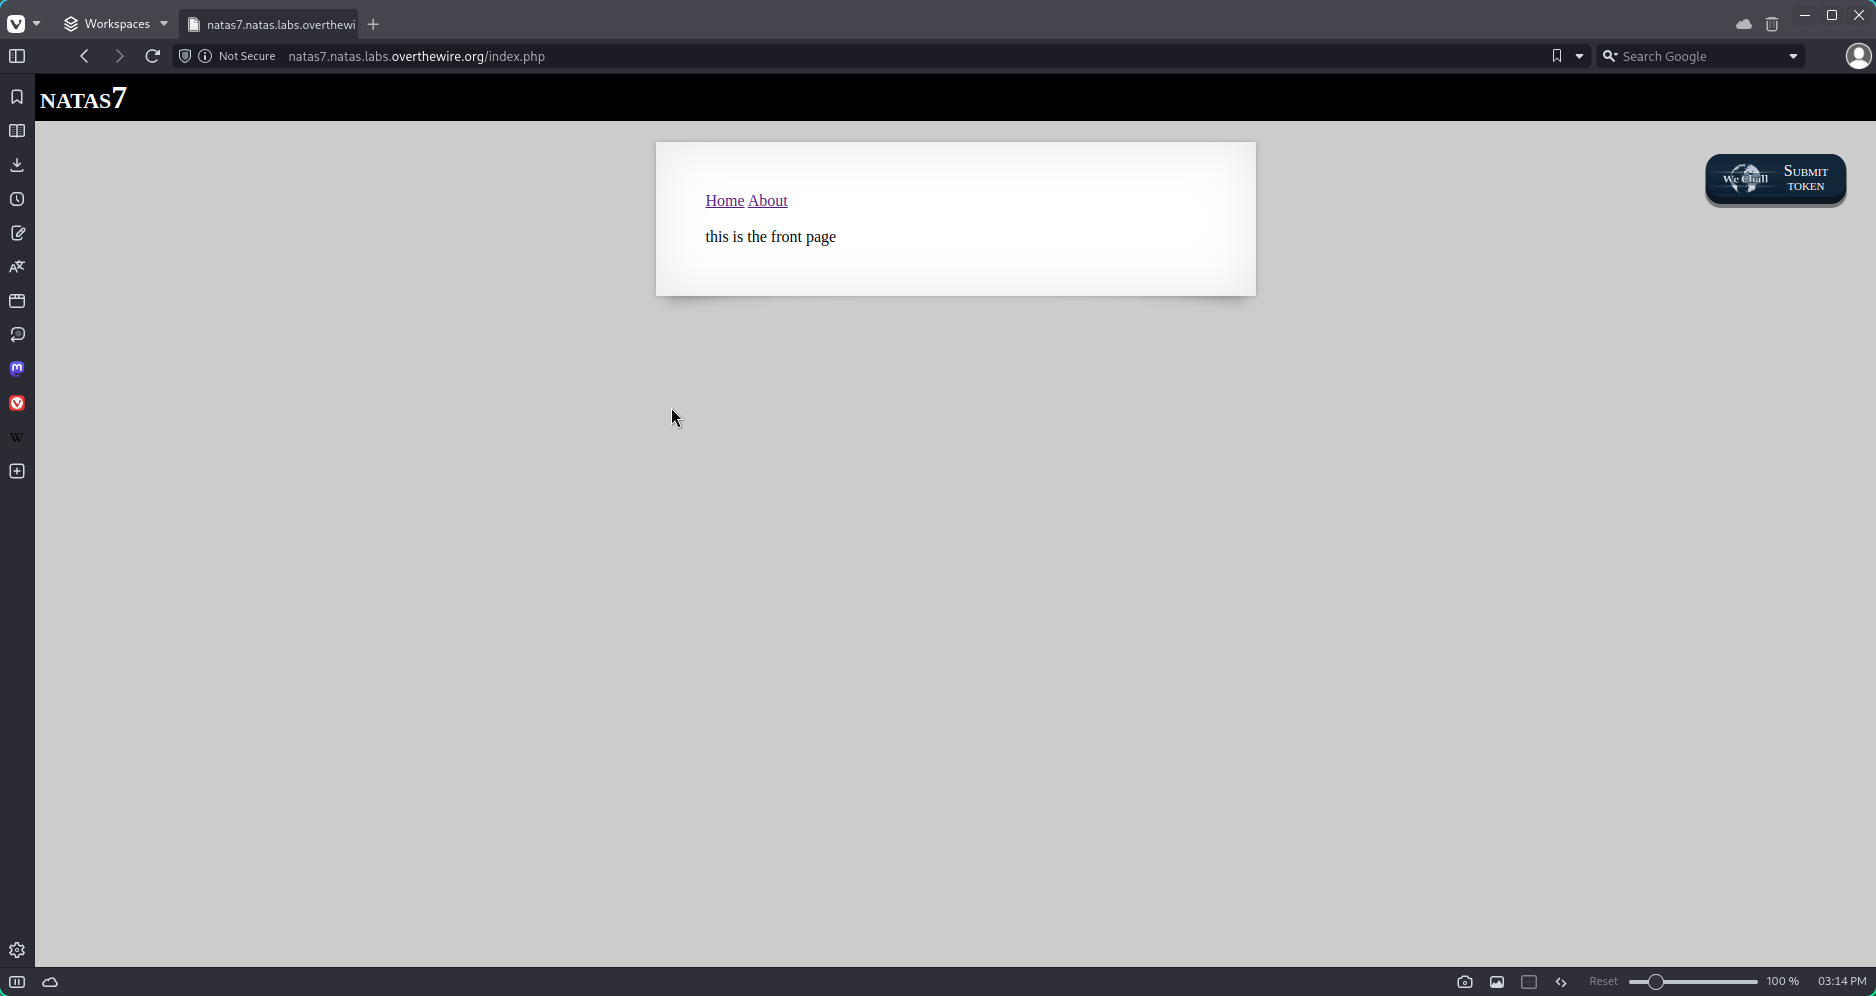 Workspaces
natas7.natas.labs.overthewi
Not Secure
natas7.natas.labs.overthewire.org/index.php
Search Google
NATAS7
Home About
this is the front page
We Chall
SUBMIT
TOKEN
Reset
100 %
03:14 PM